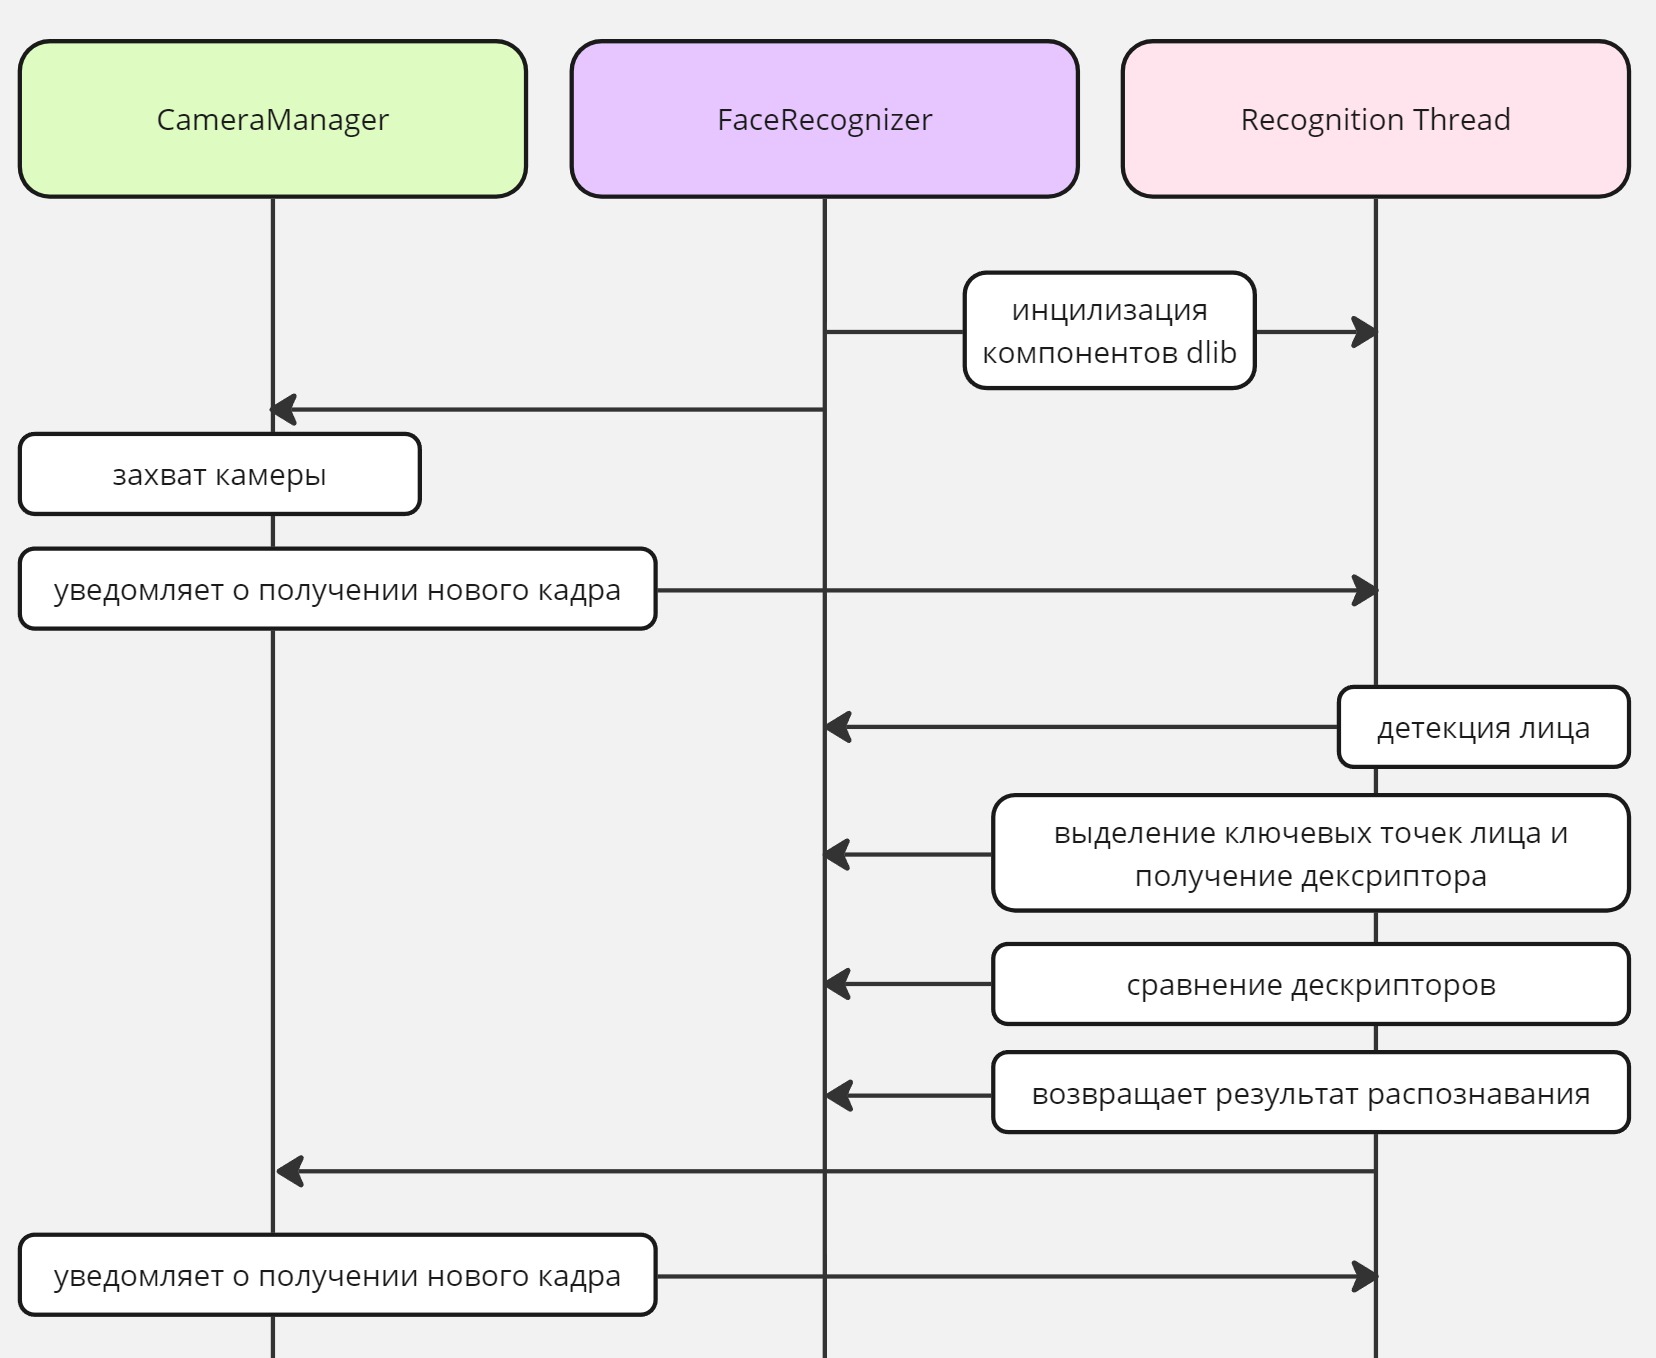 CameraManager
FaceRecognizer
Recognition Thread
инцилизация
компонентов dlib
захват камеры
уведомляет о получении нового кадра
детекция лица
выделение ключевых точек лица и
получение дексриптора
сравнение дескрипторов
возвращает результат распознавания
уведомляет о получении нового кадра